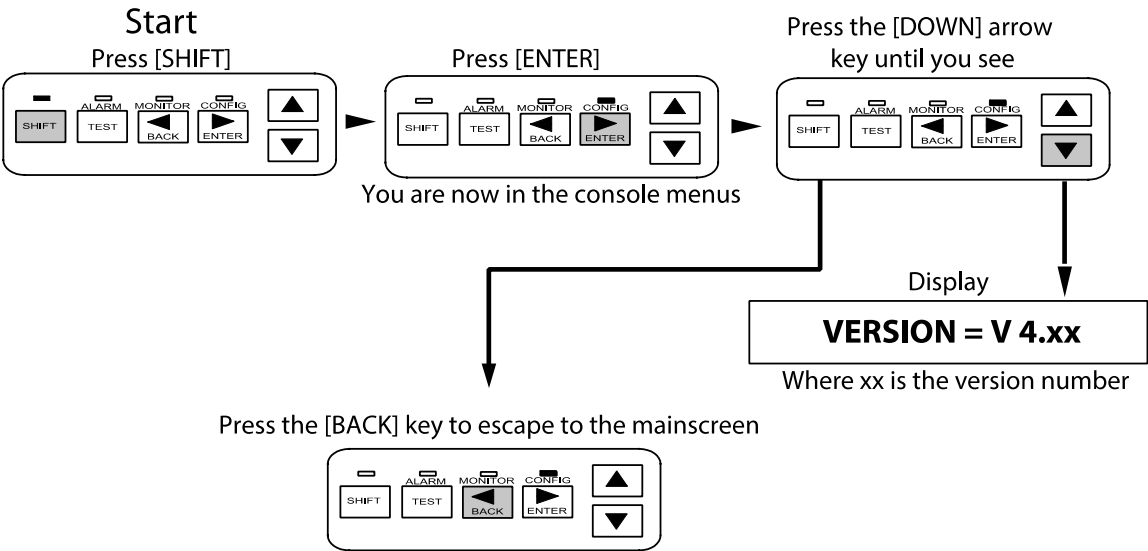 Start
Press [SHIFT]
ALARM MONITOR CONFIG
SHIFT TEST BACK ENTER
Press [ENTER]
ALARM MONITOR CONFIG
SHIFT TEST BACK ENTER
You are now in the console menus
Press the [DOWN] arrow
key until you see
ALARM MONITOR CONFIG
SHIFT TEST BACK ENTER
Display
VERSION = V 4.xx
Where xx is the version number
Press the [BACK] key to escape to the mainscreen
ALARM MONITOR CONFIG
SHIFT TEST BACK ENTER